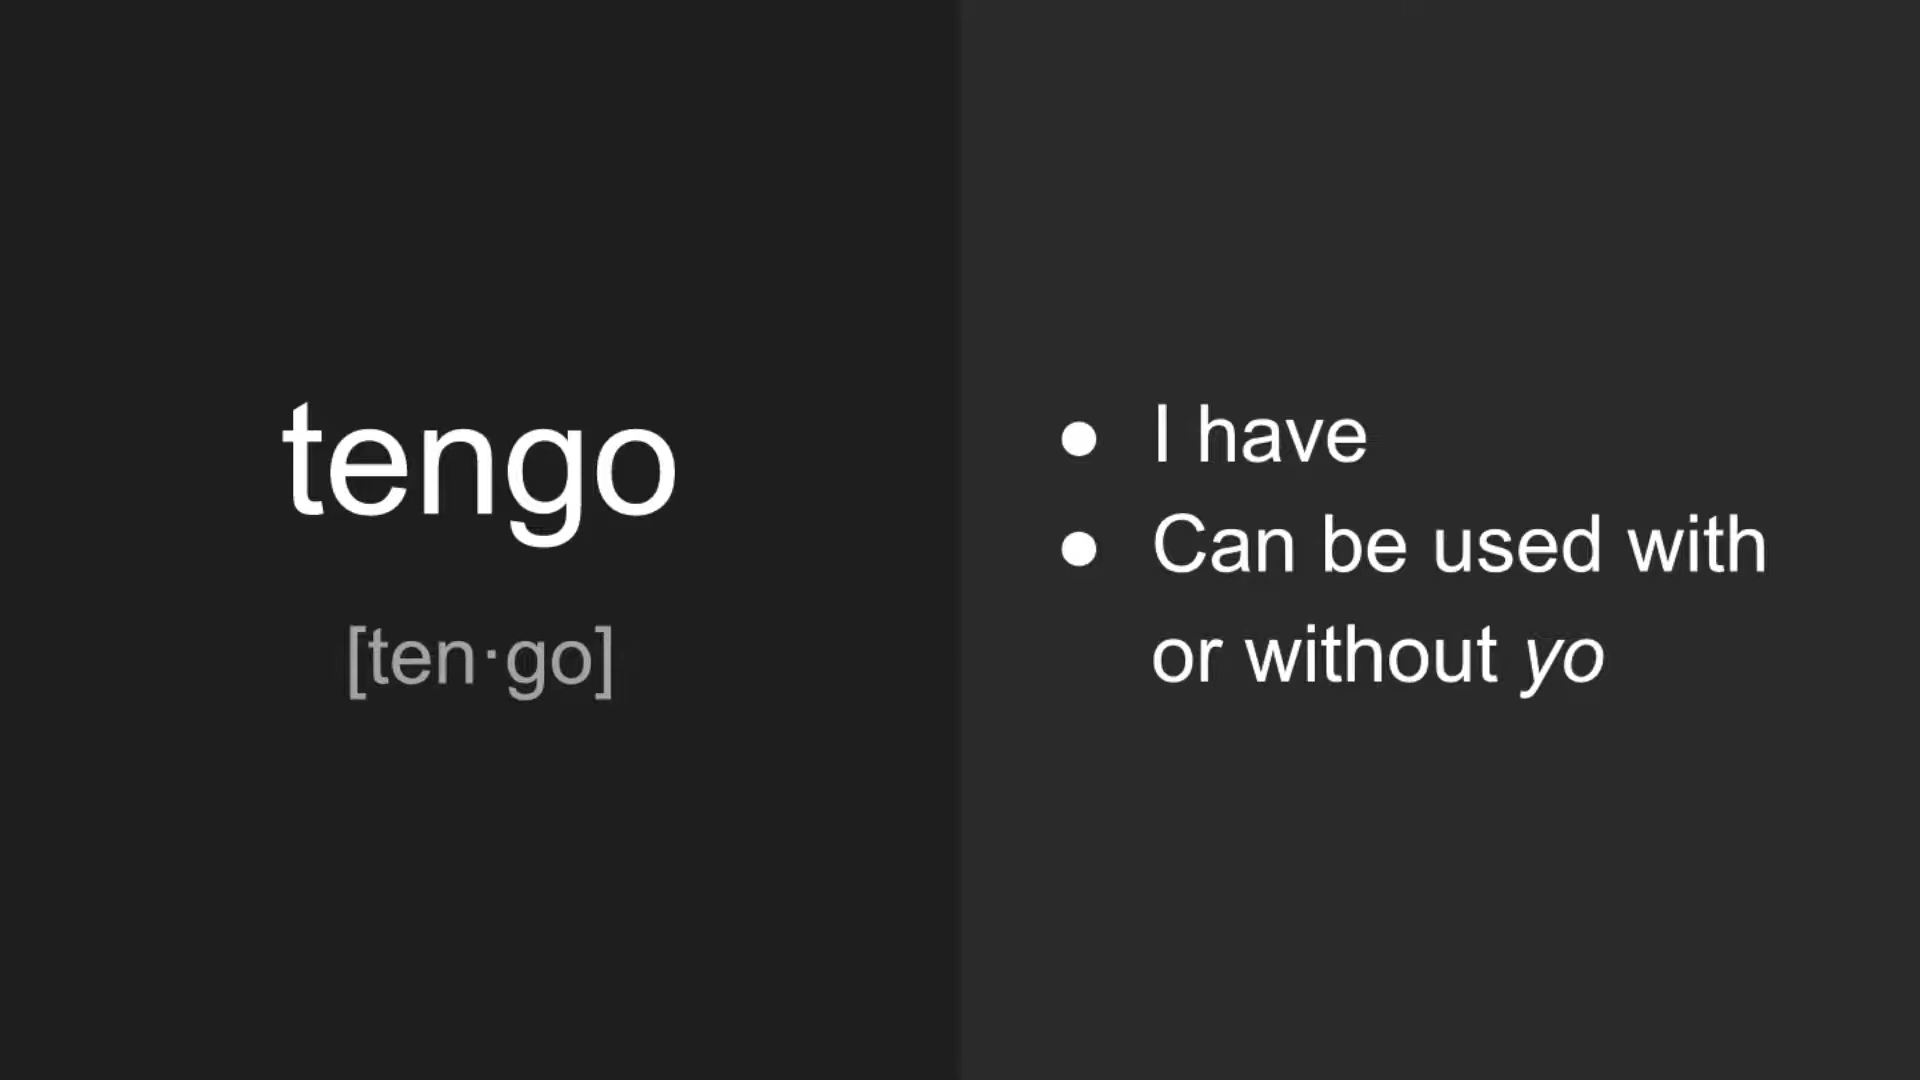 tengo
[ten·go]
● I have
● Can be used with
or without yo